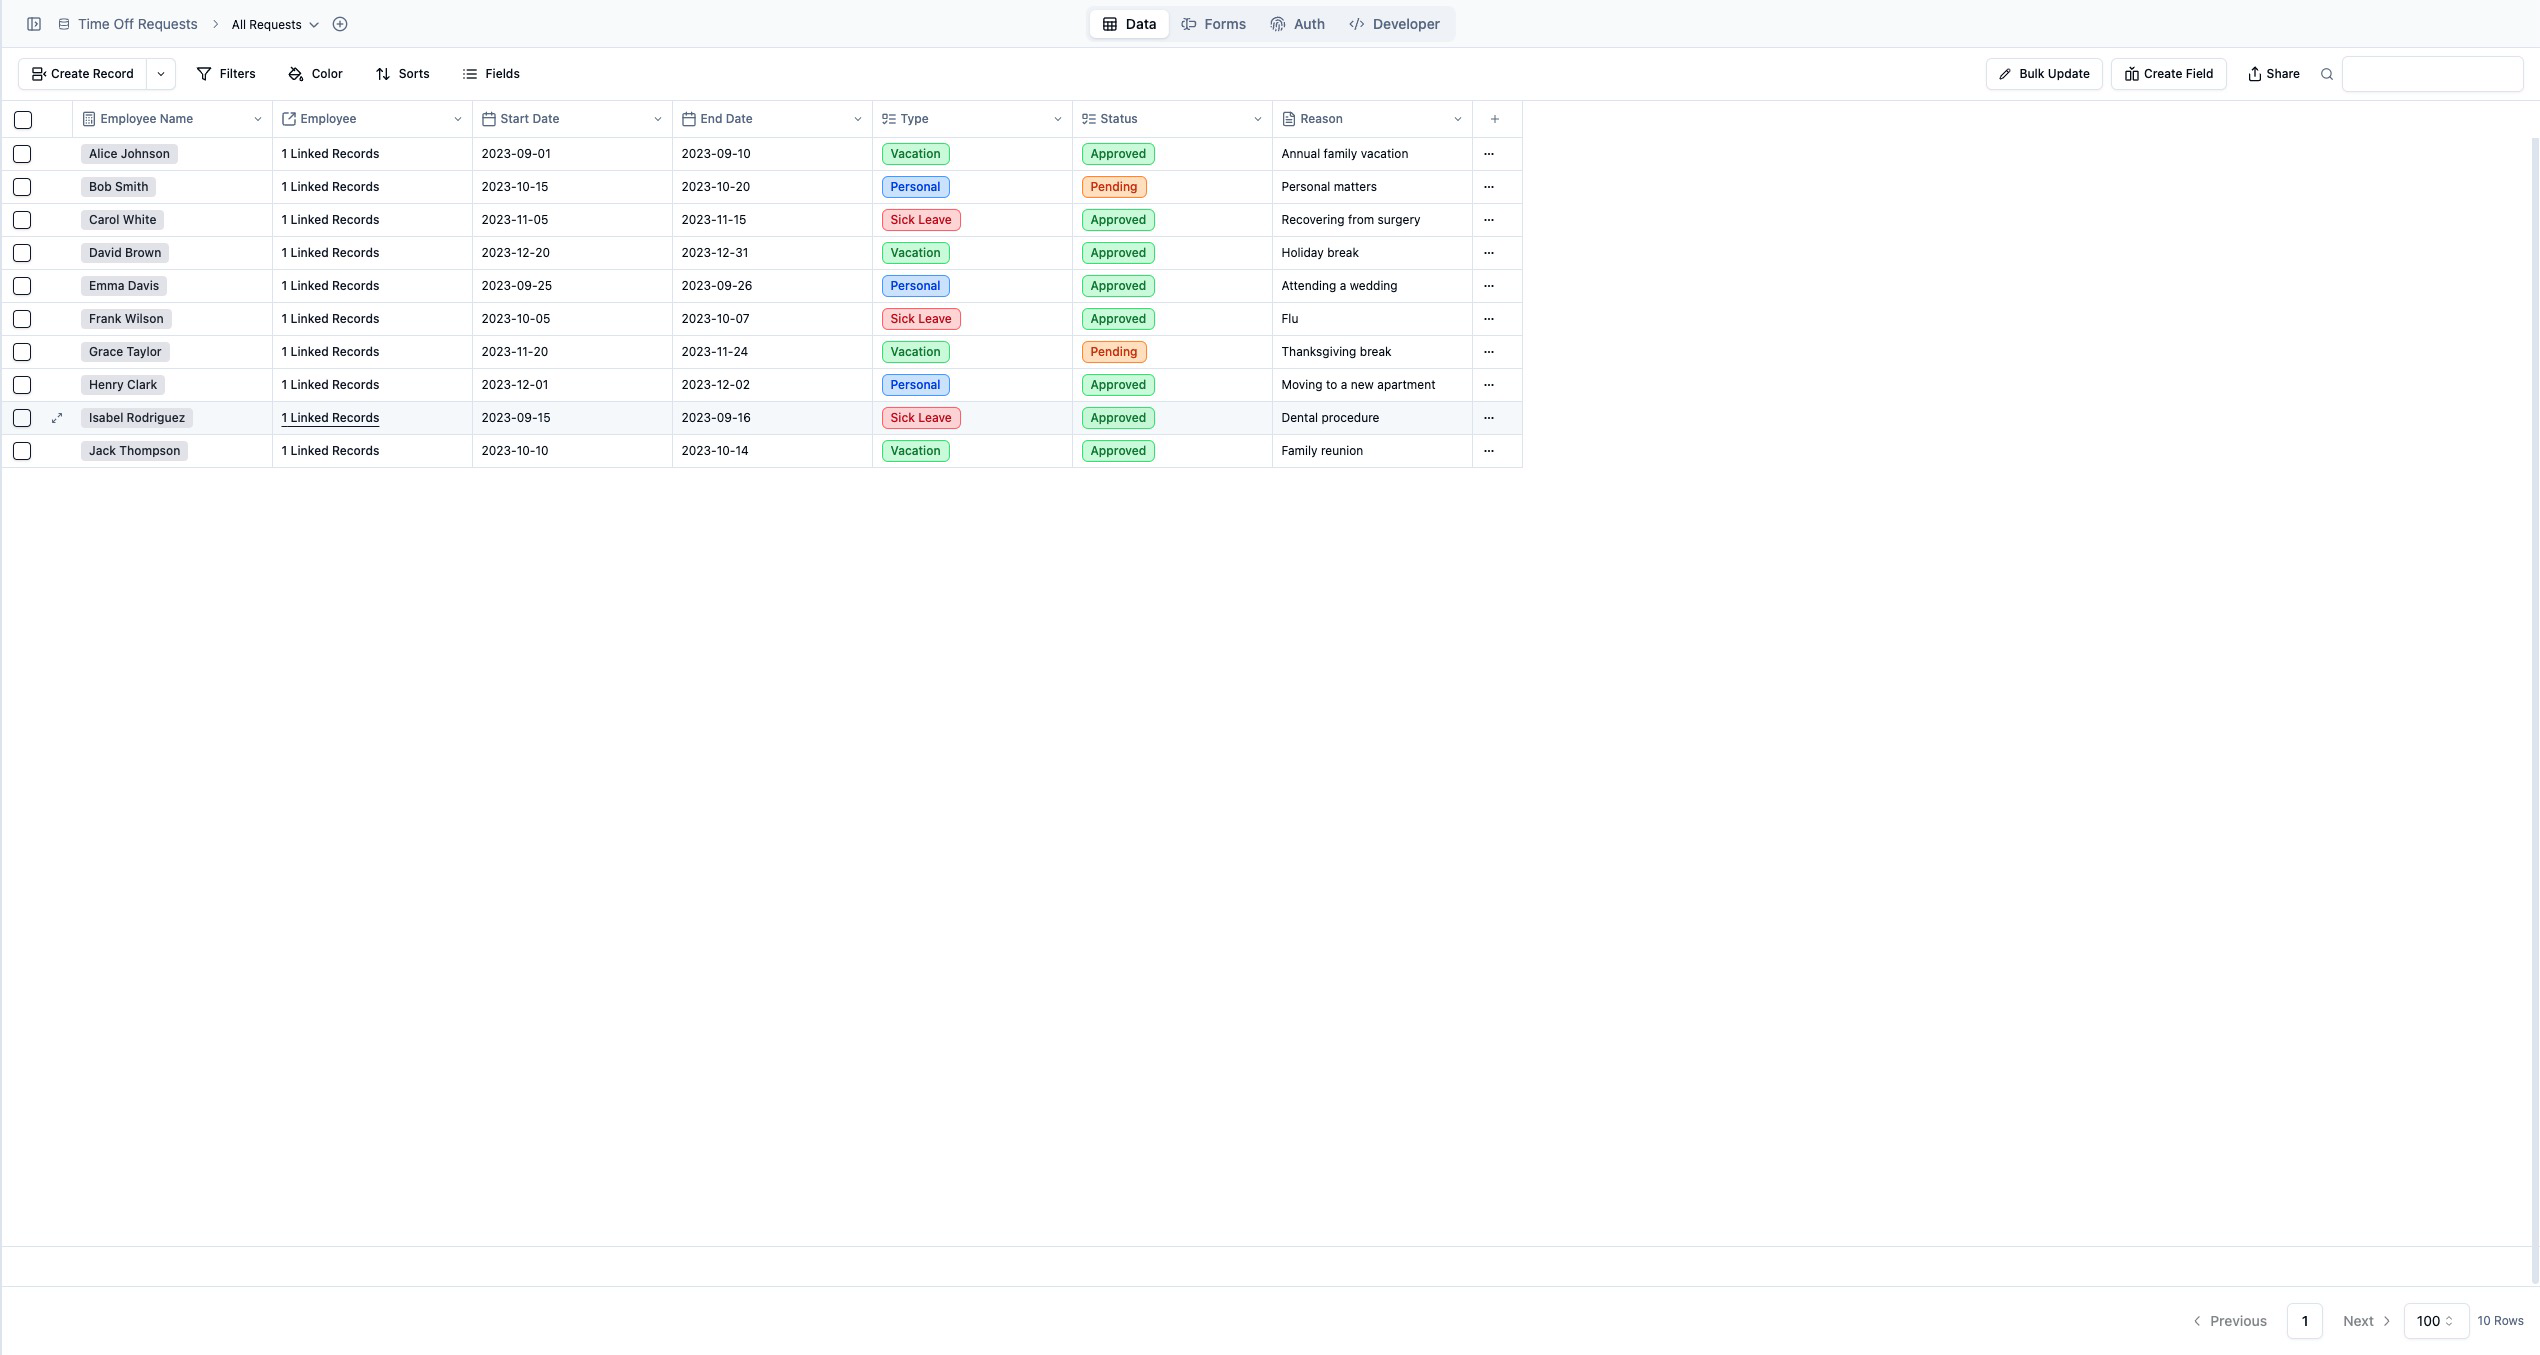 Time Off Requests All Requests Data Forms Auth Developer
Create Record Filters Color Sorts Fields Bulk Update Create Field Share
Employee Name Employee Start Date End Date Type Status Reason +
Alice Johnson 1 Linked Records 2023-09-01 2023-09-10 Vacation Approved Annual family vacation ...
Bob Smith 1 Linked Records 2023-10-15 2023-10-20 Personal Pending Personal matters ...
Carol White 1 Linked Records 2023-11-05 2023-11-15 Sick Leave Approved Recovering from surgery ...
David Brown 1 Linked Records 2023-12-20 2023-12-31 Vacation Approved Holiday break ...
Emma Davis 1 Linked Records 2023-09-25 2023-09-26 Personal Approved Attending a wedding ...
Frank Wilson 1 Linked Records 2023-10-05 2023-10-07 Sick Leave Approved Flu ...
Grace Taylor 1 Linked Records 2023-11-20 2023-11-24 Vacation Pending Thanksgiving break ...
Henry Clark 1 Linked Records 2023-12-01 2023-12-02 Personal Approved Moving to a new apartment ...
Isabel Rodriguez 1 Linked Records 2023-09-15 2023-09-16 Sick Leave Approved Dental procedure ...
Jack Thompson 1 Linked Records 2023-10-10 2023-10-14 Vacation Approved Family reunion ...
Previous 1 Next 100 10 Rows